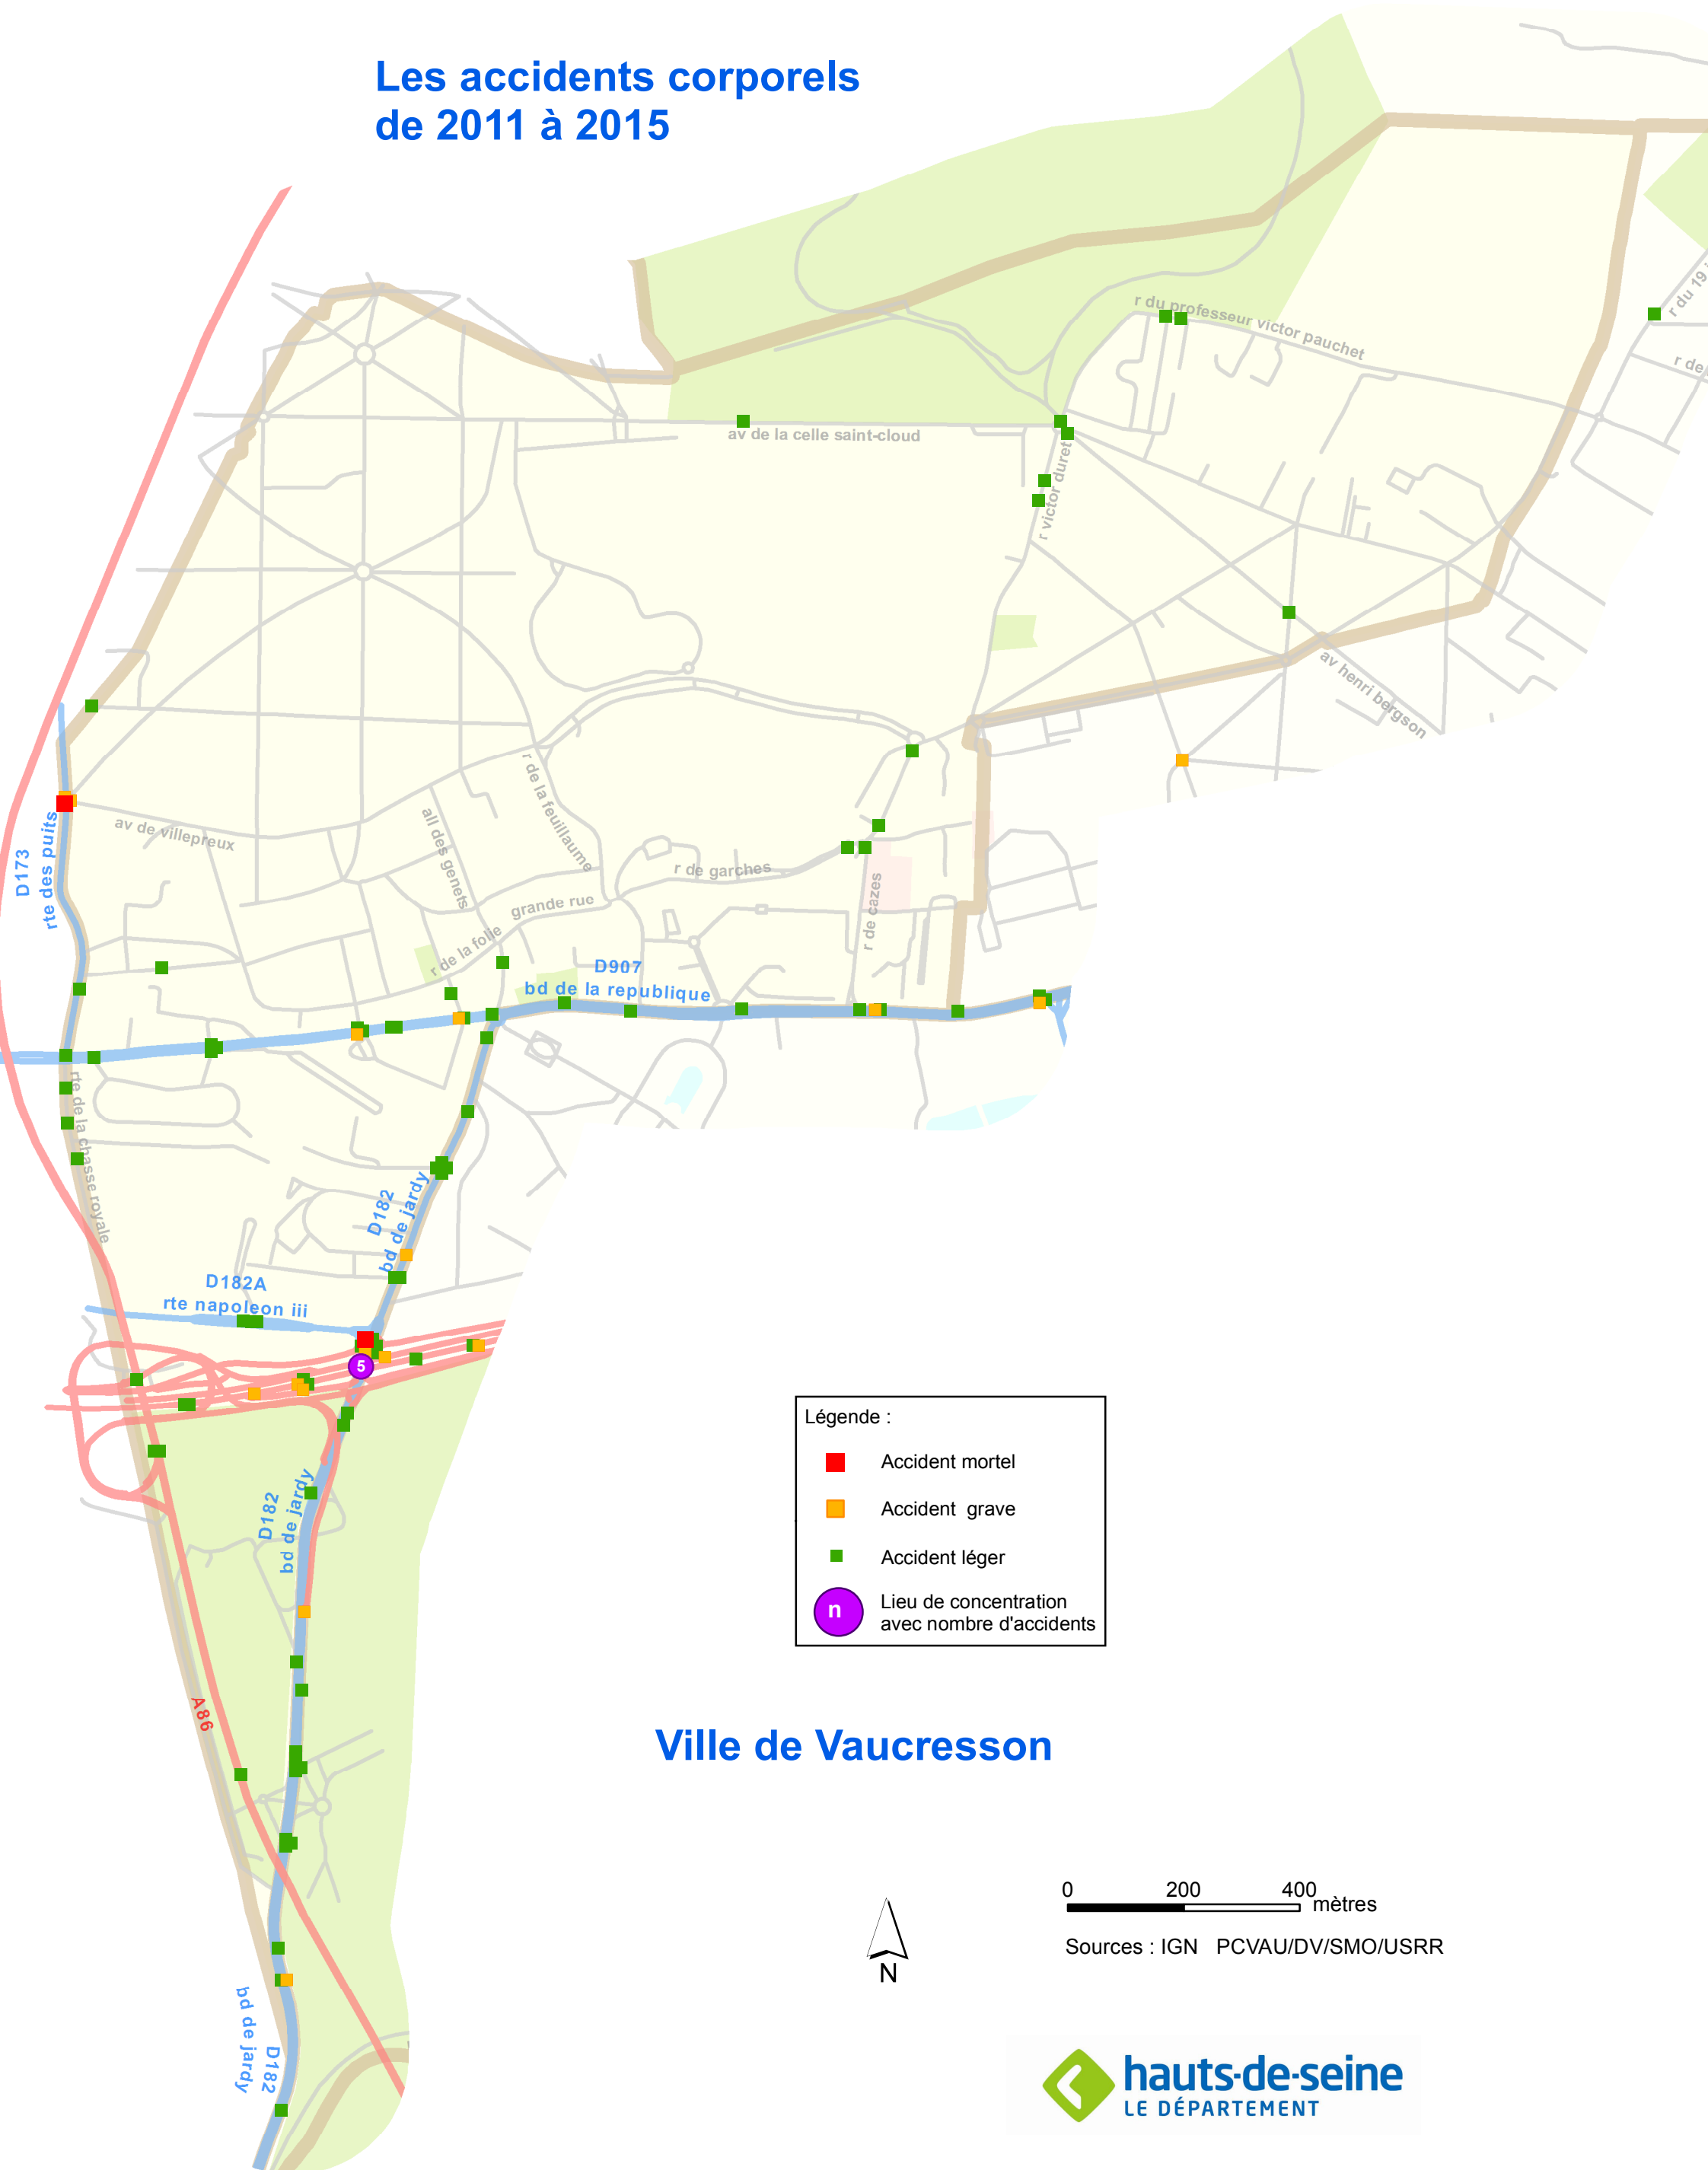 Les accidents corporels
de 2011 à 2015
r du professeur victor pauchet
r du 19
r de
av de la celle saint-cloud
r victor duret
av henri bergson
r de la feuillaume
all des genets
av de villepreux
D173
rte des puits
r de garches
r de cazes
grande rue
r de la folie
D907
bd de la republique
rte de la chasse royale
D182
bd de jardy
D182A
rte napoleon iii
5
Légende :
Accident mortel
Accident grave
Accident léger
n
Lieu de concentration
avec nombre d'accidents
D182
bd de jardy
A86
Ville de Vaucresson
0 200 400
mètres
Sources : IGN PCVAU/DV/SMO/USRR
N
D182
bd de jardy
hauts-de-seine
LE DÉPARTEMENT